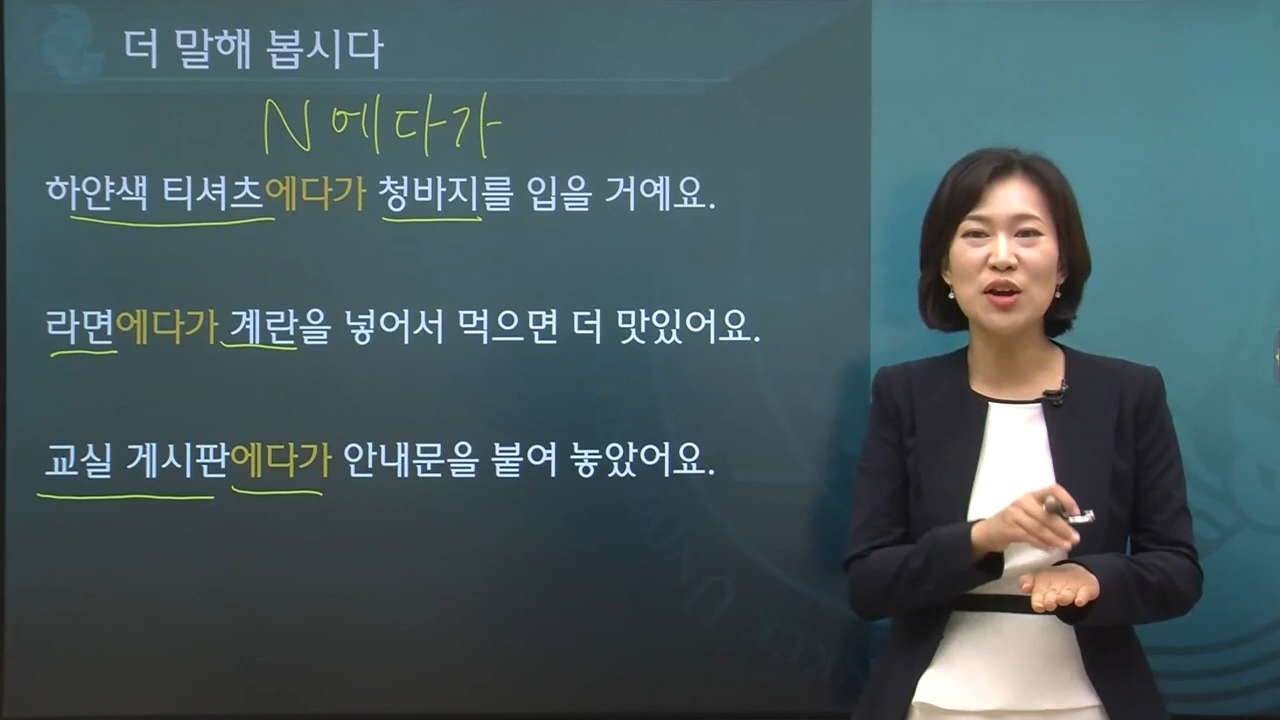 더 말해 봅시다
N에다가
하얀색 티셔츠에다가 청바지를 입을 거예요.
라면에다가 계란을 넣어서 먹으면 더 맛있어요.
교실 게시판에다가 안내문을 붙여 놓았어요.